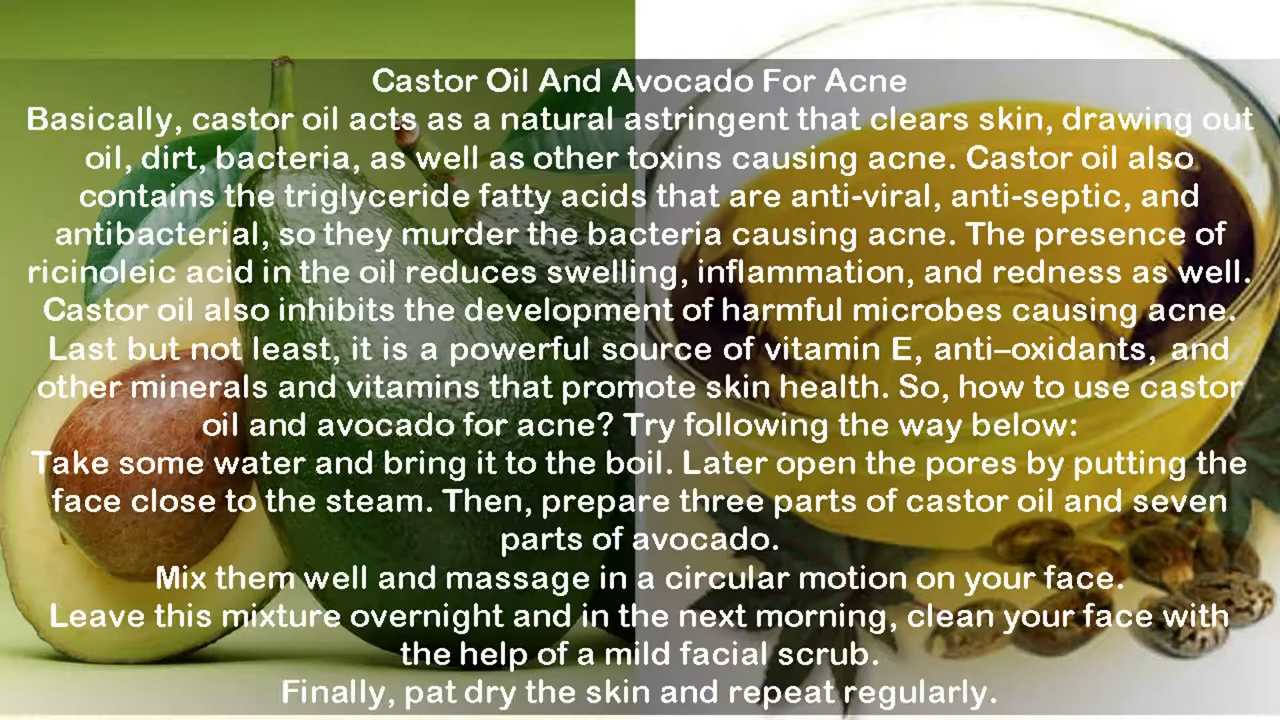 Castor Oil And Avocado For Acne
Basically, castor oil acts as a natural astringent that clears skin, drawing out
oil, dirt, bacteria, as well as other toxins causing acne. Castor oil also
contains the triglyceride fatty acids that are anti-viral, anti-septic, and
antibacterial, so they murder the bacteria causing acne. The presence of
ricinoleic acid in the oil reduces swelling, inflammation, and redness as well.
Castor oil also inhibits the development of harmful microbes causing acne.
Last but not least, it is a powerful source of vitamin E, anti–oxidants, and
other minerals and vitamins that promote skin health. So, how to use castor
oil and avocado for acne? Try following the way below:
Take some water and bring it to the boil. Later open the pores by putting the
face close to the steam. Then, prepare three parts of castor oil and seven
parts of avocado.
Mix them well and massage in a circular motion on your face.
Leave this mixture overnight and in the next morning, clean your face with
the help of a mild facial scrub.
Finally, pat dry the skin and repeat regularly.